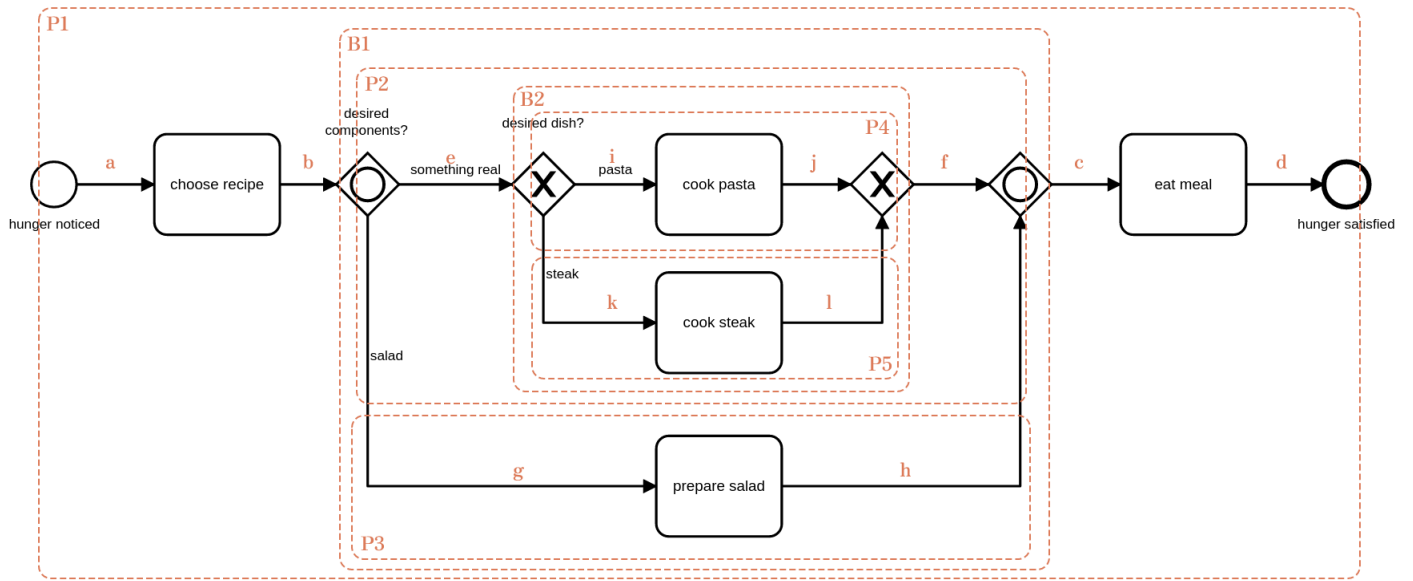 P1
B1
P2
B2
desired
components?
desired dish?
P4
a
b
e
something real
i
pasta
j
f
c
d
choose recipe
cook pasta
eat meal
hunger noticed
hunger satisfied
steak
k
l
cook steak
salad
P5
g
h
prepare salad
P3